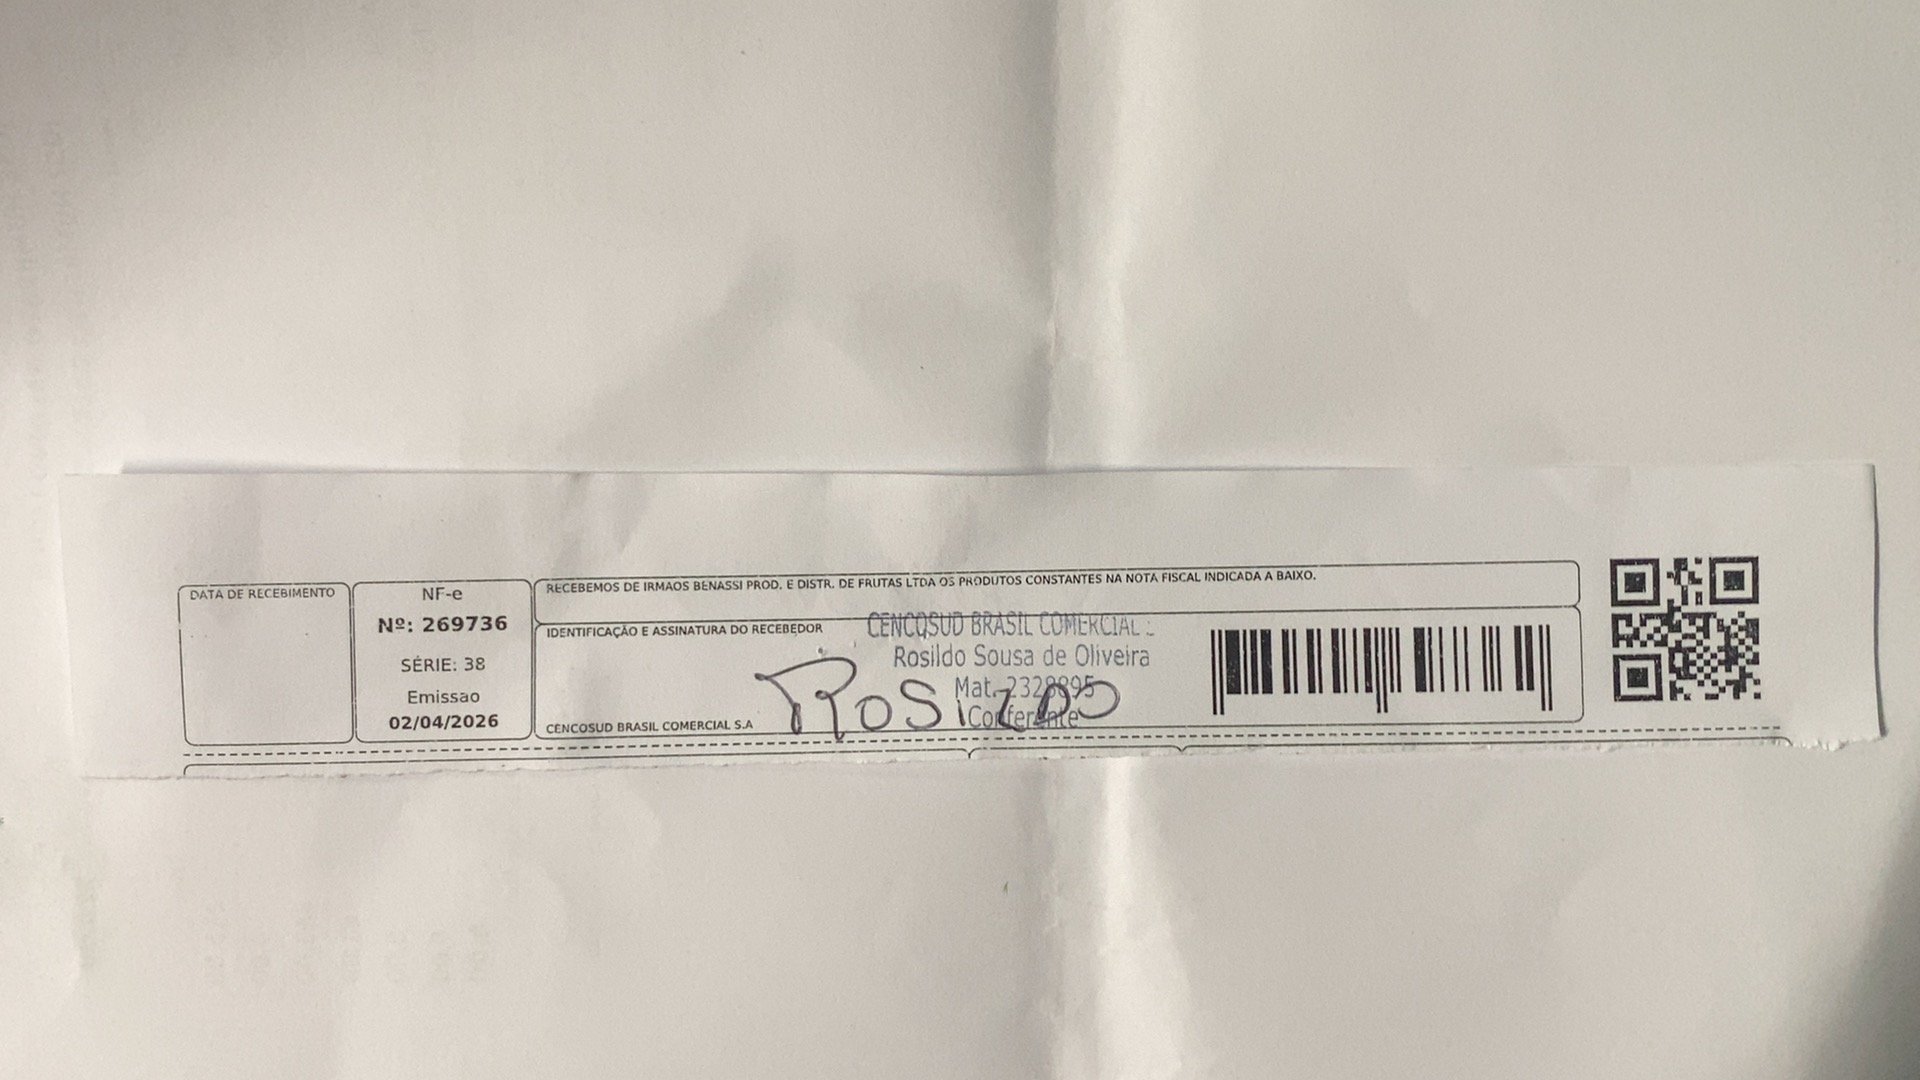 DATA DE RECEBIMENTO
NF-e
Nº: 269736
SÉRIE: 38
Emissao
02/04/2026
RECEBEMOS DE IRMAOS BENASSI PROD. E DISTR. DE FRUTAS LTDA OS PRODUTOS CONSTANTES NA NOTA FISCAL INDICADA A BAIXO.
IDENTIFICAÇÃO E ASSINATURA DO RECEBEDOR
CENCOSUD BRASIL COMERCIAL
Rosildo Sousa de Oliveira
Mat.
Conferente
Rosildo
CENCOSUD BRASIL COMERCIAL S.A